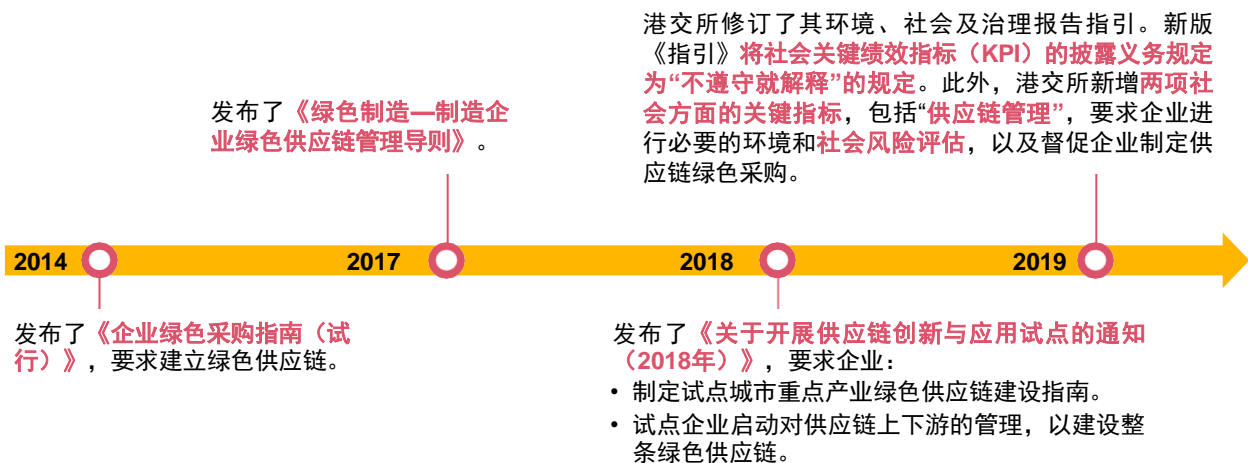 港交所修订了其环境、社会及治理报告指引。新版
《指引》将社会关键绩效指标（KPI）的披露义务规定
为“不遵守就解释”的规定。此外，港交所新增两项社
会方面的关键指标，包括“供应链管理”，要求企业进
行必要的环境和社会风险评估，以及督促企业制定供
应链绿色采购。
发布了《绿色制造—制造企
业绿色供应链管理导则》。
2014
2017
2018
2019
发布了《企业绿色采购指南（试
行）》，要求建立绿色供应链。
发布了《关于开展供应链创新与应用试点的通知
（2018年）》，要求企业：
• 制定试点城市重点产业绿色供应链建设指南。
• 试点企业启动对供应链上下游的管理，以建设整
条绿色供应链。